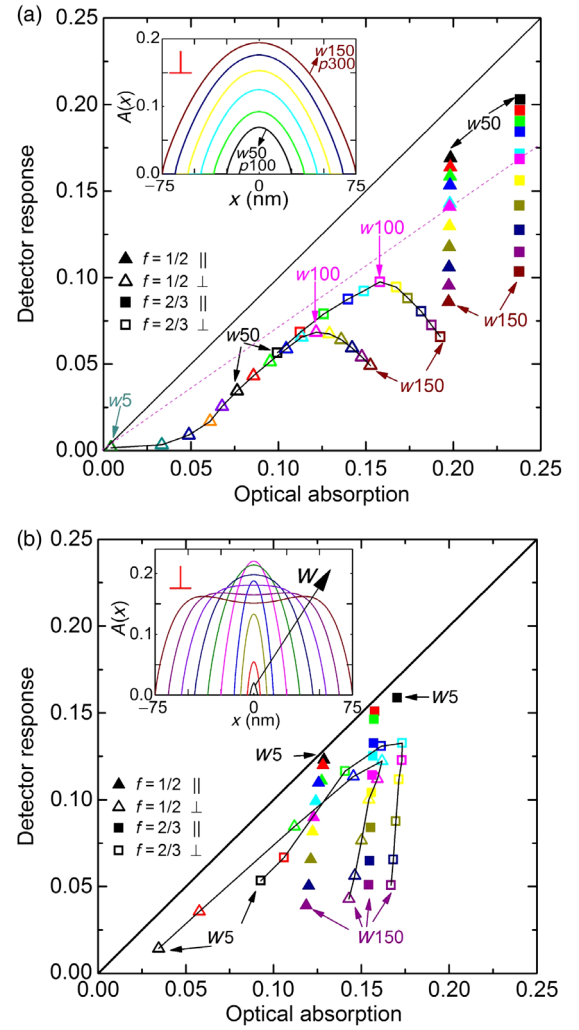 (a)
0.25
0.20
0.15
0.10
0.05
0.00
Detector response
0.2
0.1
0.0
A(x)
-75
0
75
x (nm)
⊥
w150
p300
w50
p100
w50
w100
w100
w50
w5
w150
w150
▲ f = 1/2 ||
△ f = 1/2 ⊥
■ f = 2/3 ||
□ f = 2/3 ⊥
0.00 0.05 0.10 0.15 0.20 0.25
Optical absorption
(b)
0.25
0.20
0.15
0.10
0.05
0.00
Detector response
0.2
0.1
0.0
A(x)
-75
0
75
x (nm)
⊥
W
W5
W5
▲ f = 1/2 ||
△ f = 1/2 ⊥
■ f = 2/3 ||
□ f = 2/3 ⊥
W5
W150
0.00 0.05 0.10 0.15 0.20 0.25
Optical absorption